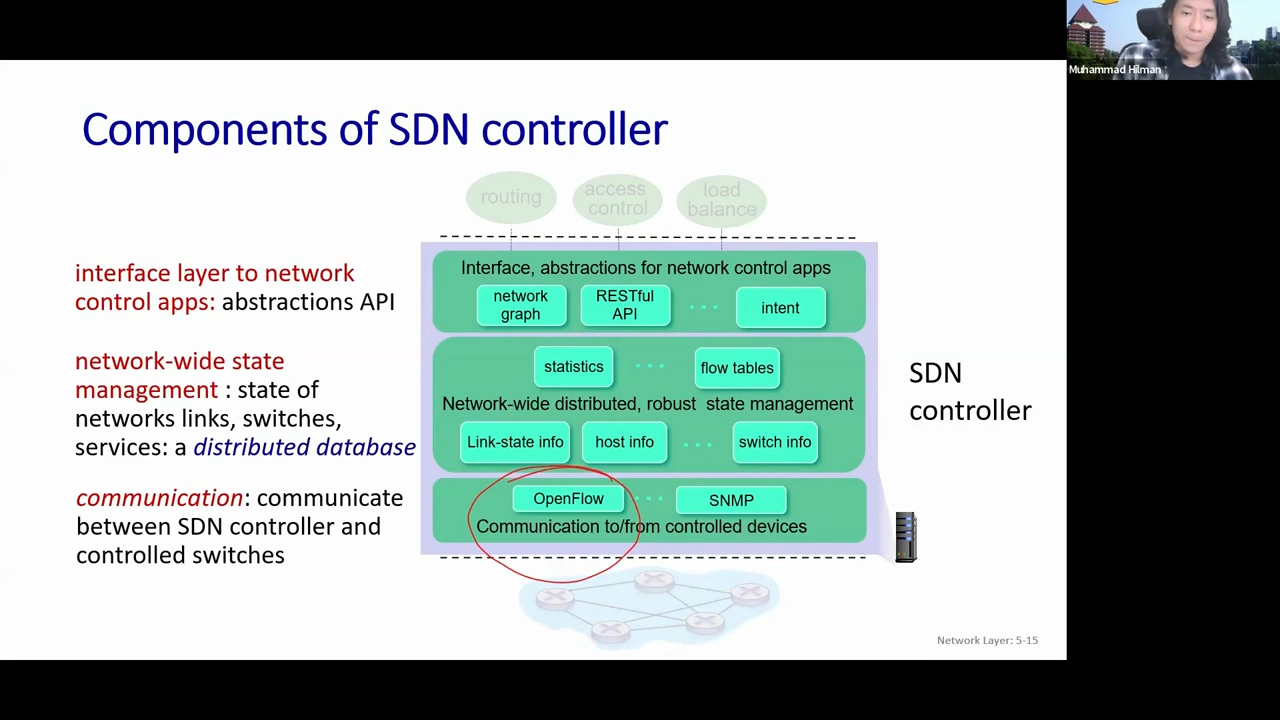 Muhammad Hilman
Components of SDN controller
routing
access
control
load
balance
interface layer to network
control apps: abstractions API
Interface, abstractions for network control apps
network
graph
RESTful
API
intent
network-wide state
management : state of
networks links, switches,
services: a distributed database
statistics
flow tables
Network-wide distributed, robust state management
Link-state info
host info
switch info
SDN
controller
communication: communicate
between SDN controller and
controlled switches
OpenFlow
SNMP
Communication to/from controlled devices
Network Layer: 5-15